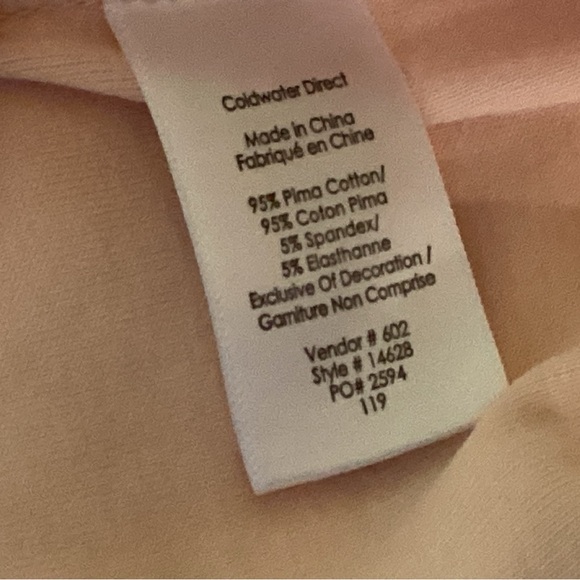 Coldwater Direct
Made in China
Fabriqué en Chine
95% Pima Cotton/
95% Coton Pima
5% Spandex/
5% Elasthanne
Exclusive Of Decoration /
Garniture Non Comprise
Vendor # 602
Style # 14628
PO# 2594
119